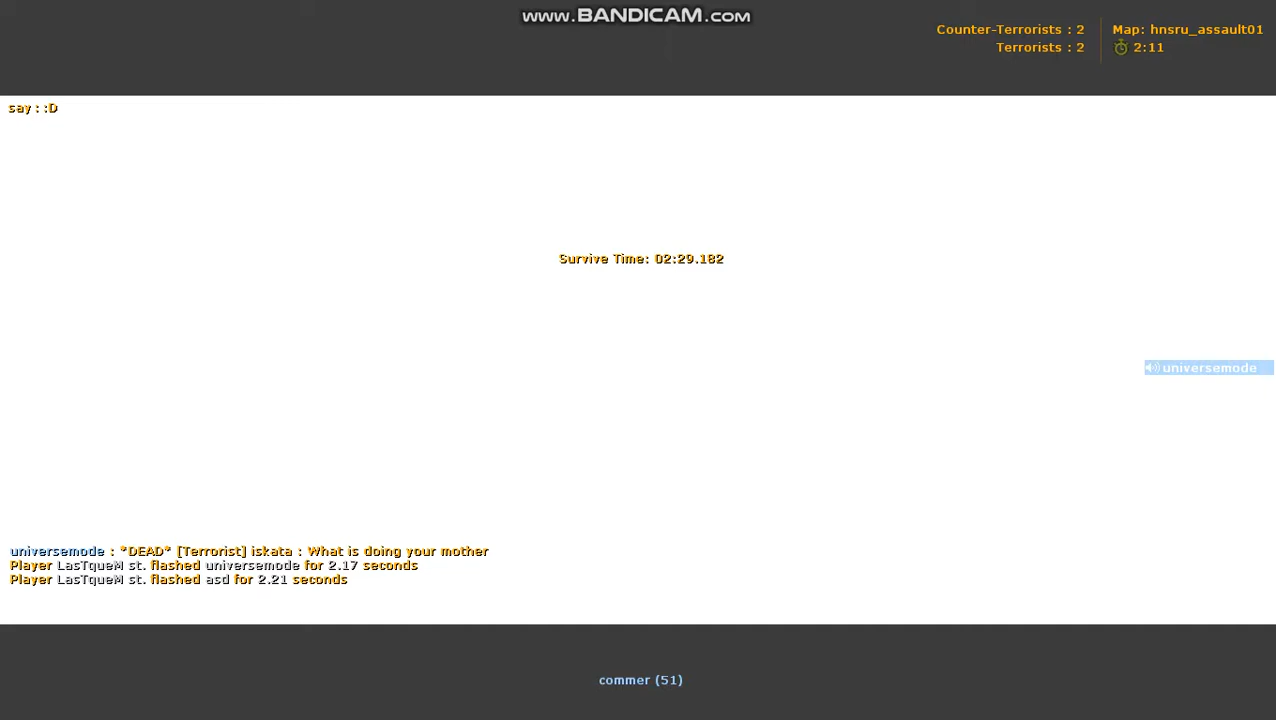 www.BANDICAM.com
Counter-Terrorists : 2
Terrorists : 2
Map: hnsru_assault01
2:11
say : :D
Survive Time: 02:29.182
universemode
universemode : *DEAD* [Terrorist] iskata : What is doing your mother
Player LasTqueM st. flashed universemode for 2.17 seconds
Player LasTqueM st. flashed asd for 2.21 seconds
commer (51)